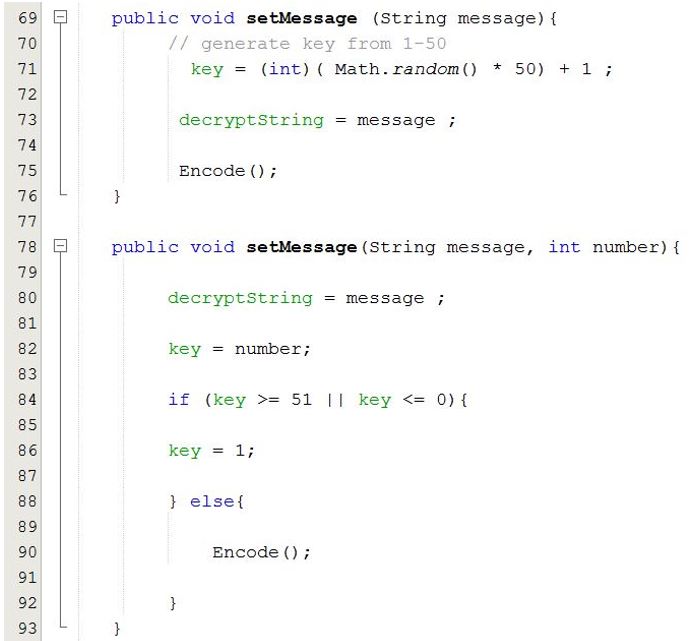 69 public void setMessage (String message){
70 // generate key from 1-50
71 key = (int)( Math.random() * 50) + 1 ;
72
73 decryptString = message ;
74
75 Encode();
76 }
77
78 public void setMessage(String message, int number){
79
80 decryptString = message ;
81
82 key = number;
83
84 if (key >= 51 || key <= 0){
85
86 key = 1;
87
88 } else{
89
90 Encode();
91
92 }
93 }